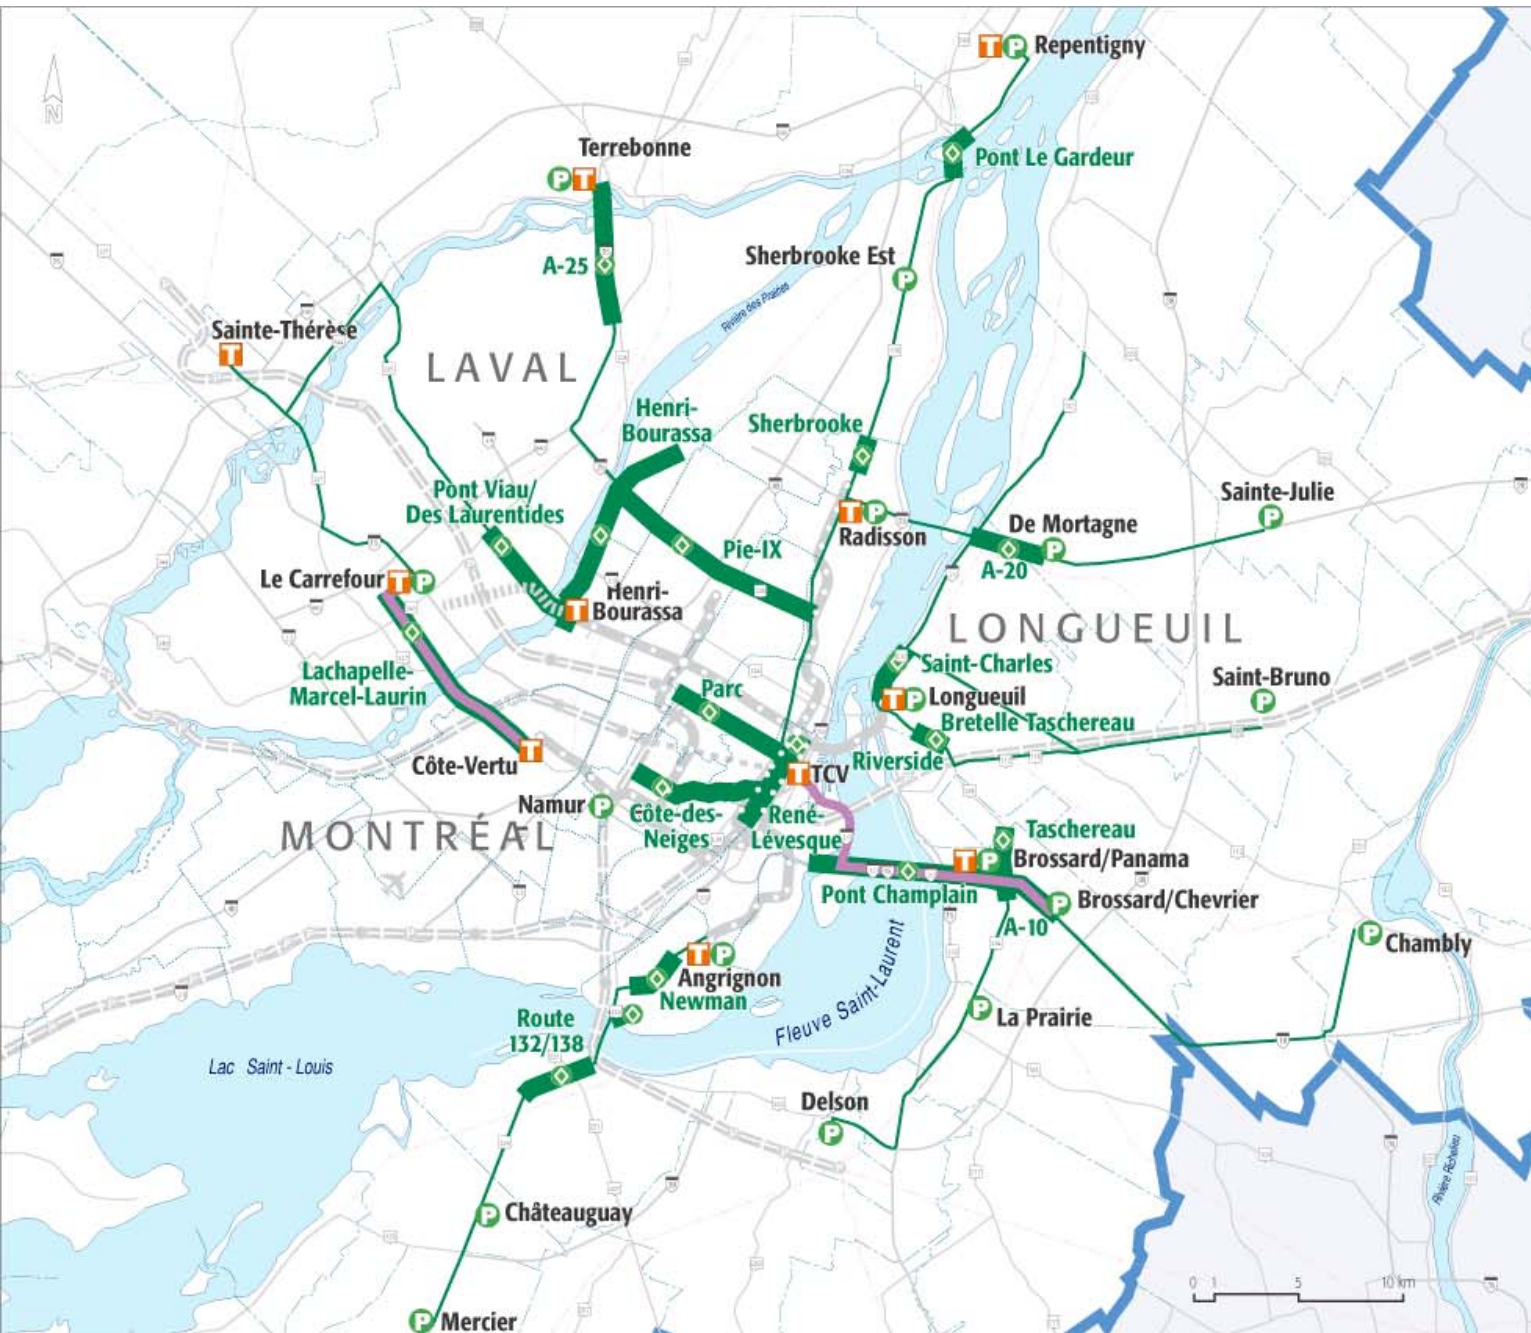 T P Repentigny
Terrebonne
P T
Pont Le Gardeur
A-25
Sherbrooke Est
P
Rivière des Prairies
N
Sainte-Thérèse
T
LAVAL
Henri-
Bourassa
Sherbrooke
Pont Viau/
Des Laurentides
Sainte-Julie
P
T P
Radisson
De Mortagne
P
A-20
Pie-IX
Le Carrefour T P
Henri-
T Bourassa
LONGUEUIL
Saint-Charles
Lachapelle-
Marcel-Laurin
Parc
T P Longueuil
Saint-Bruno
P
Bretelle Taschereau
Riverside
Côte-Vertu T
T TCV
Namur P
Côte-des-
Neiges
René-
Lévesque
MONTRÉAL
Taschereau
T P Brossard/Panama
Pont Champlain
P Brossard/Chevrier
A-10
P Chambly
T P
Angrignon
Newman
Fleuve Saint-Laurent
P La Prairie
Route
132/138
Lac Saint-Louis
Delson
P
Rivière Richelieu
P Châteauguay
0 1 5 10 km
P Mercier